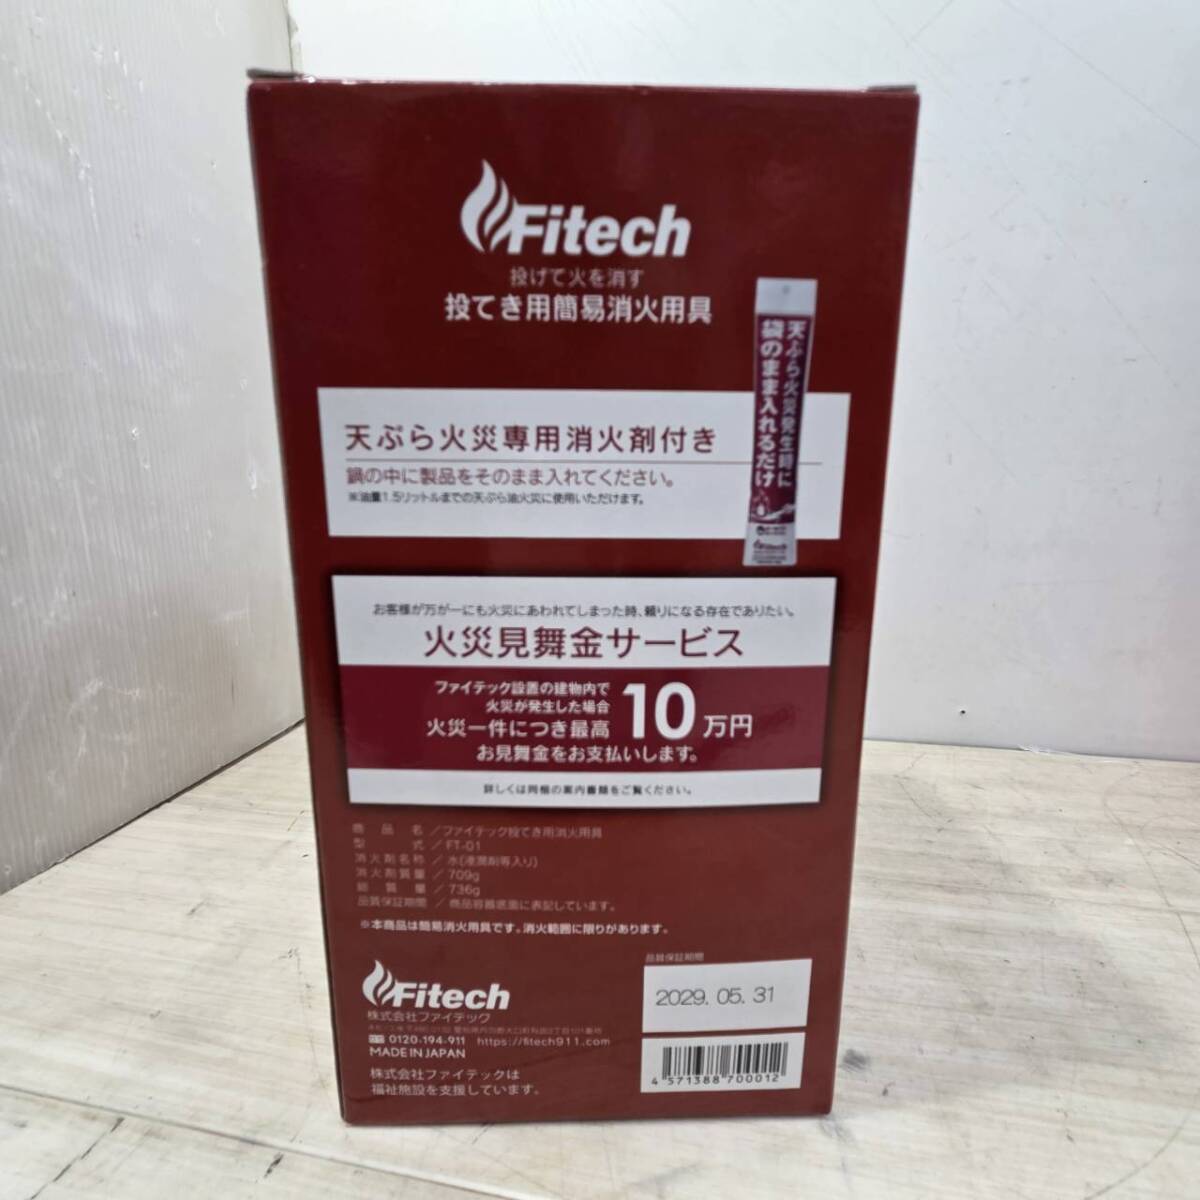 Fitech
投げて火を消す
投てき用簡易消火用具
天ぷら火災発生時に
袋のまま入れるだけ
Fitech
天ぷら火災専用消火剤付き
鍋の中に製品をそのまま入れてください。
※油量1.5リットルまでの天ぷら油火災に使用いただけます。
お客様が万が一にも火災にあわれてしまった時、頼りになる存在でありたい。
火災見舞金サービス
ファイテック設置の建物内で
火災が発生した場合
火災一件につき最高
10万円
お見舞金をお支払いします。
詳しくは同梱の案内書類をご覧ください。
商品名/ファイテック投てき用消火用具
型式/FT-01
消火剤名称/水(浸潤剤等入り)
消火剤質量/709g
総質量/736g
品質保証期間/商品容器底面に表記しています。
※本商品は簡易消火用具です。消火範囲に限りがあります。
Fitech
株式会社ファイテック
0120-194-911 https://fitech911.com
MADE IN JAPAN
株式会社ファイテックは
福祉施設を支援しています。
品質保証期間
2029. 05. 31
4 571388 700012